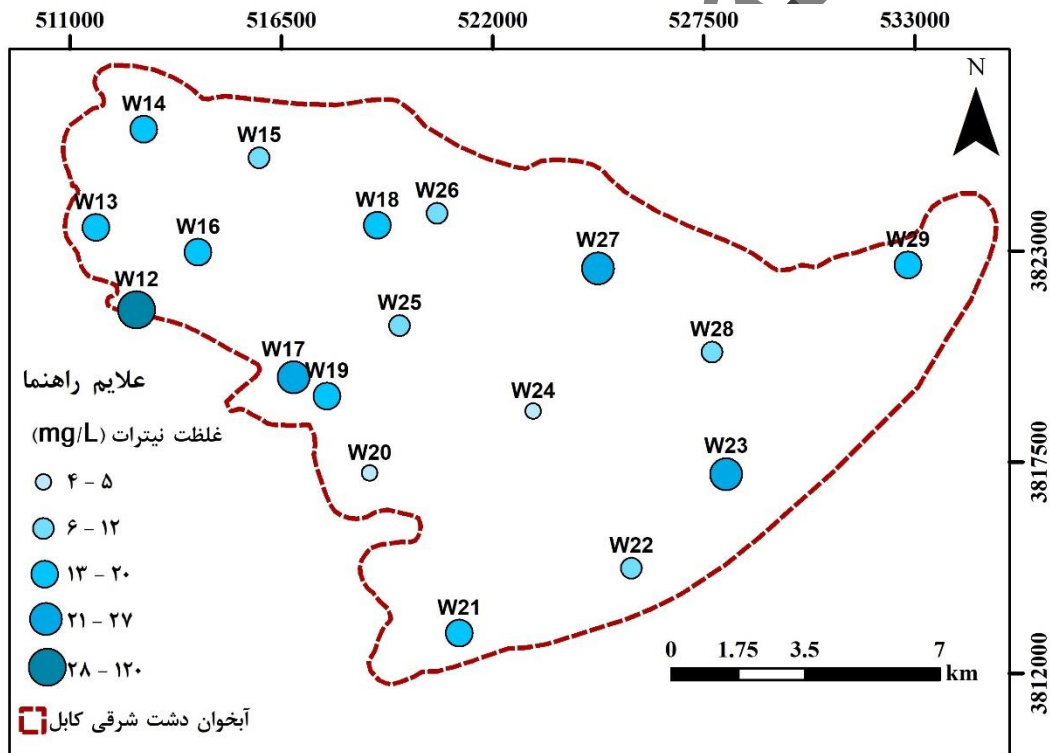 511000 516500 522000 527500 533000
N
W14
W15
W26
W13
W18
W16
W27
W29
3823000
W12
W25
W28
W17
W19
W24
علایم راهنما
غلظت نیترات (mg/L)
W20
W23
3817500
۴ - ۵
۶ - ۱۲
W22
۱۳ - ۲۰
W21
۲۱ - ۲۷
0 1.75 3.5 7
km
3812000
۲۸ - ۱۲۰
آبخوان دشت شرقی کابل